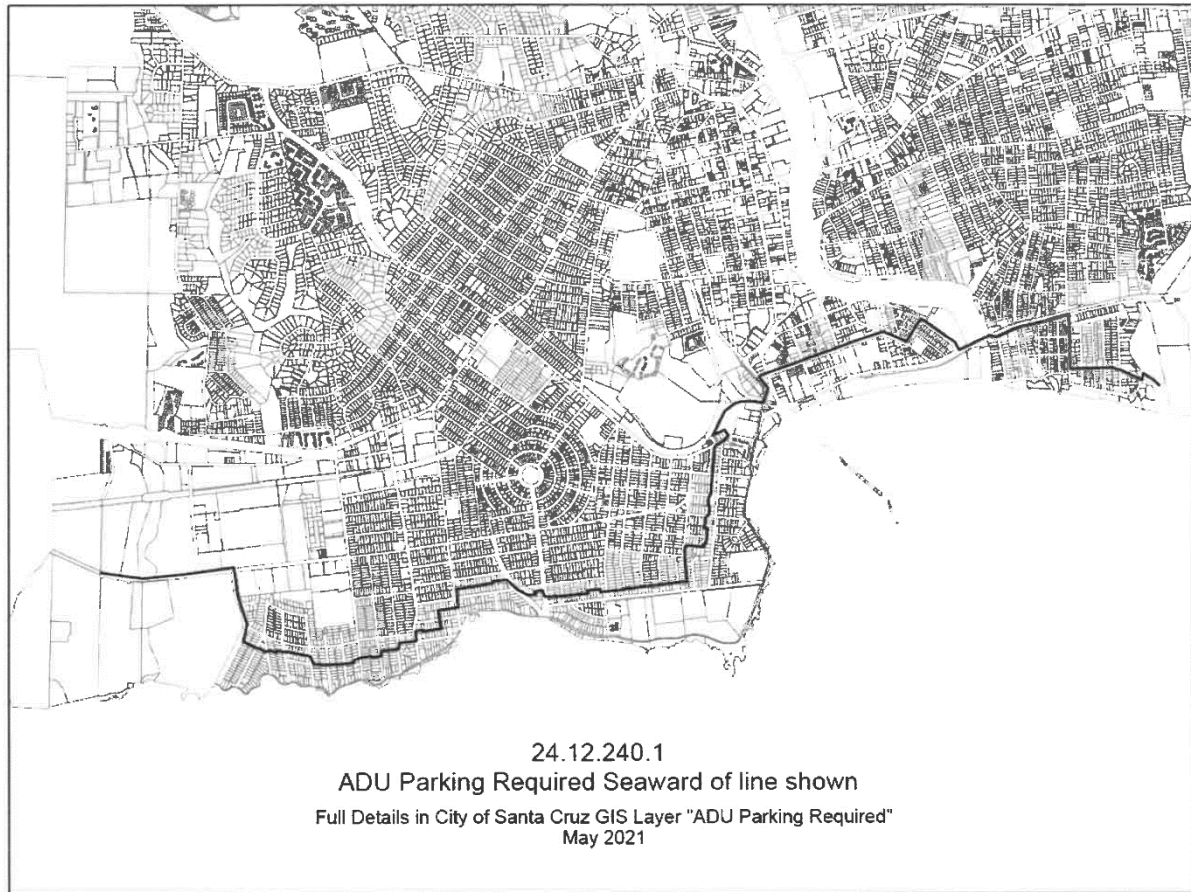 24.12.240.1
ADU Parking Required Seaward of line shown
Full Details in City of Santa Cruz GIS Layer "ADU Parking Required"
May 2021